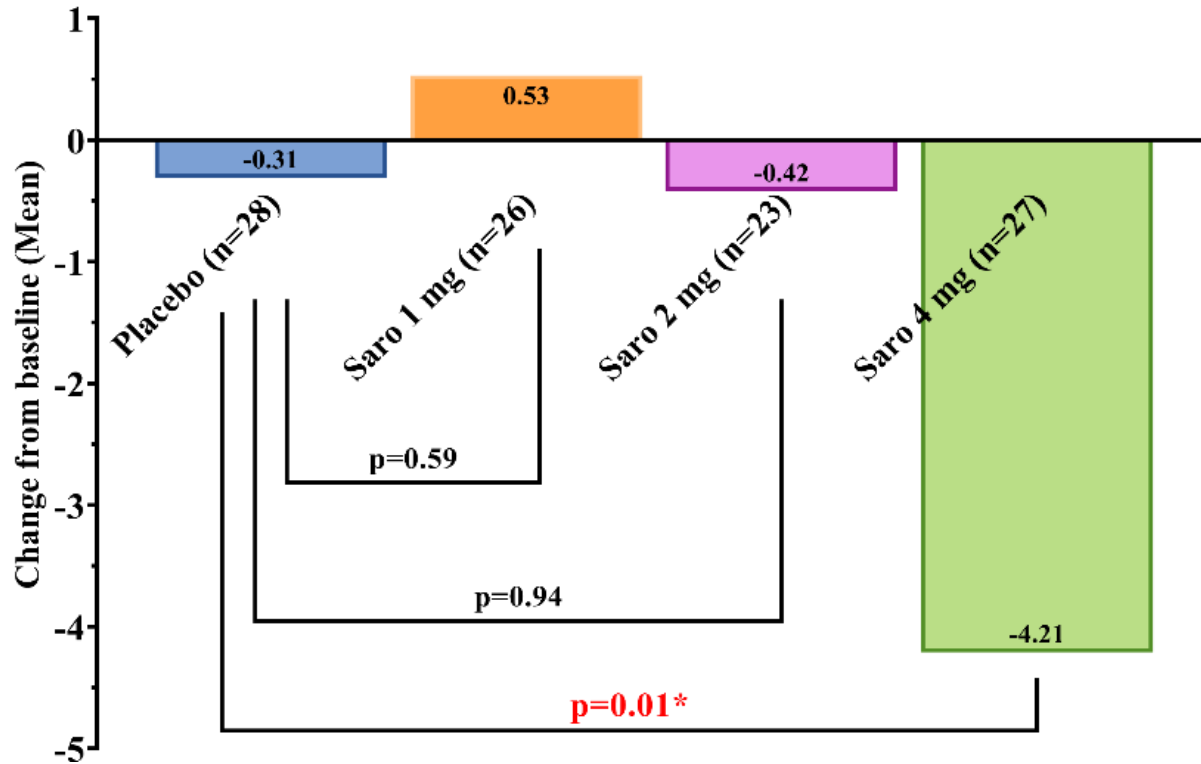 1
0
-1
-2
-3
-4
-5
Change from baseline (Mean)
0.53
-0.31
-0.42
-4.21
Placebo (n=28)
Saro 1 mg (n=26)
Saro 2 mg (n=23)
Saro 4 mg (n=27)
p=0.59
p=0.94
p=0.01*